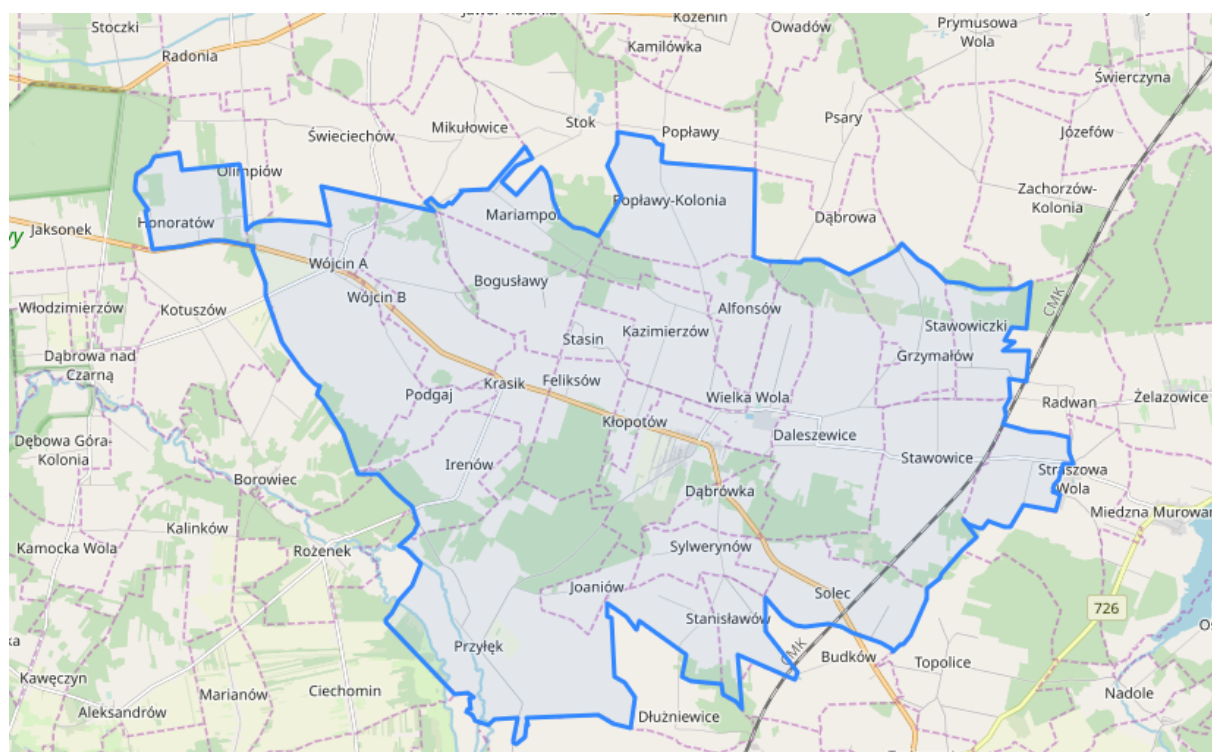 Stoczki
Radonia
Kozenin
Kamilówka
Owadów
Prymusowa
Wola
Świerczyna
Świeciechów
Mikułowice
Stok
Popławy
Psary
Józefów
Olimpiów
Zachorzów-
Kolonia
Jaksonek
Honoratów
Mariampol
Popławy-Kolonia
Dąbrowa
Wójcin A
Wójcin B
Bogusławy
Włodzimierzów
Kotuszów
Alfonsów
CMK
Stasin
Kazimierzów
Stawowiczki
Grzymałów
Dąbrowa nad
Czarną
Podgaj
Krasik
Feliksów
Wielka Wola
Radwan
Żelazowice
Kłopotów
Daleszewice
Dębowa Góra-
Kolonia
Irenów
Stawowice
Straszowa
Wola
Borowiec
Dąbrówka
Miedzna Murowan
Kalinków
Kamocka Wola
Rożenek
Sylwerynów
Joaniów
Solec
726
Stanisławów
Przyłęk
CMK
Budków
Topolice
Kawęczyn
Marianów
Ciechomin
Nadole
Aleksandrów
Dłużniewice